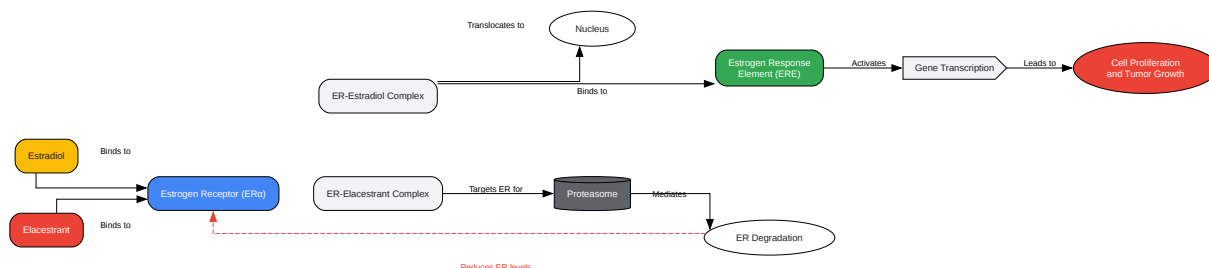 Translocates to
Nucleus
Estrogen Response
Element (ERE)
Activates
Gene Transcription
Leads to
Cell Proliferation
and Tumor Growth
ER-Estradiol Complex
Binds to
Estradiol
Binds to
Estrogen Receptor (ERα)
ER-Elacestrant Complex
Targets ER for
Proteasome
Mediates
Elacestrant
Binds to
ER Degradation
Reduces ER levels